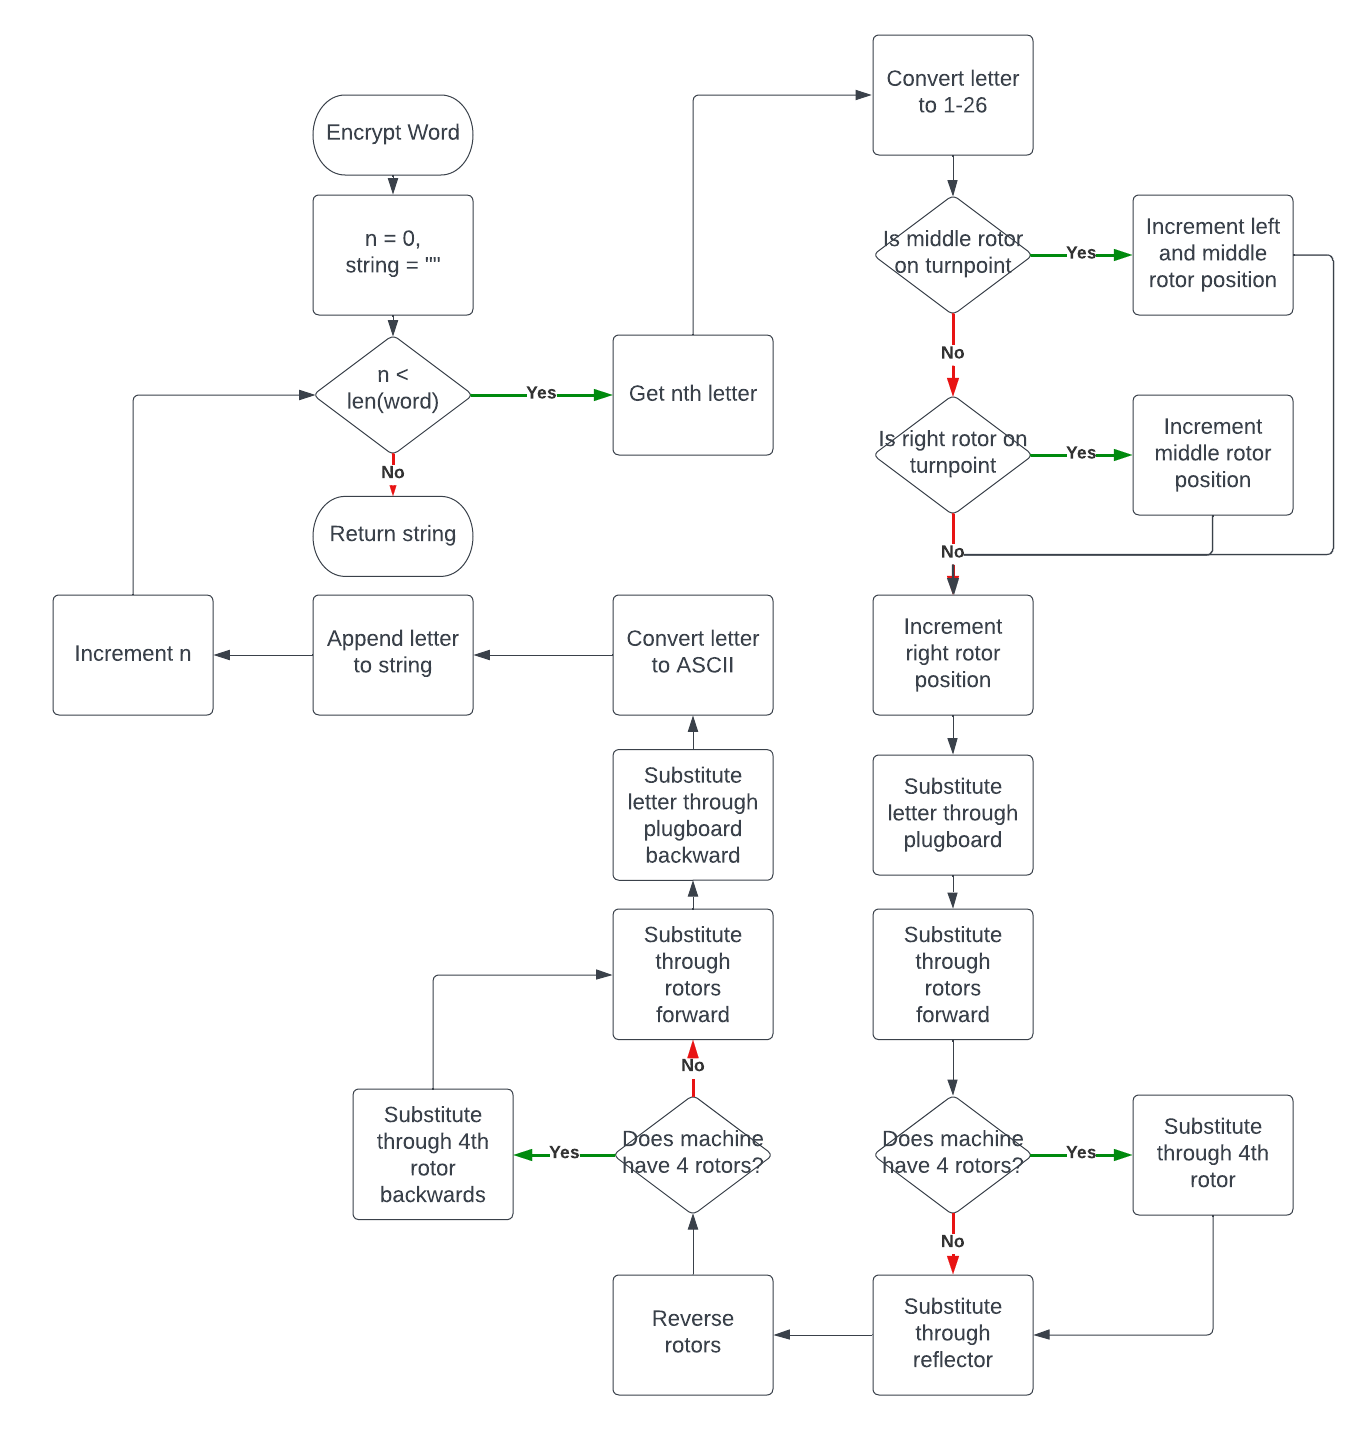 Encrypt Word
n = 0,
string = ""
n <
len(word)
Yes
No
Return string
Get nth letter
Convert letter
to 1-26
Is middle rotor
on turnpoint
Yes
Increment left
and middle
rotor position
No
Is right rotor on
turnpoint
Yes
Increment
middle rotor
position
No
Increment
right rotor
position
Substitute
letter through
plugboard
Substitute
through
rotors
forward
Does machine
have 4 rotors?
Yes
Substitute
through 4th
rotor
No
Substitute
through
reflector
Reverse
rotors
Does machine
have 4 rotors?
Yes
Substitute
through 4th
rotor
backwards
No
Substitute
through
rotors
forward
Substitute
letter through
plugboard
backward
Convert letter
to ASCII
Append letter
to string
Increment n